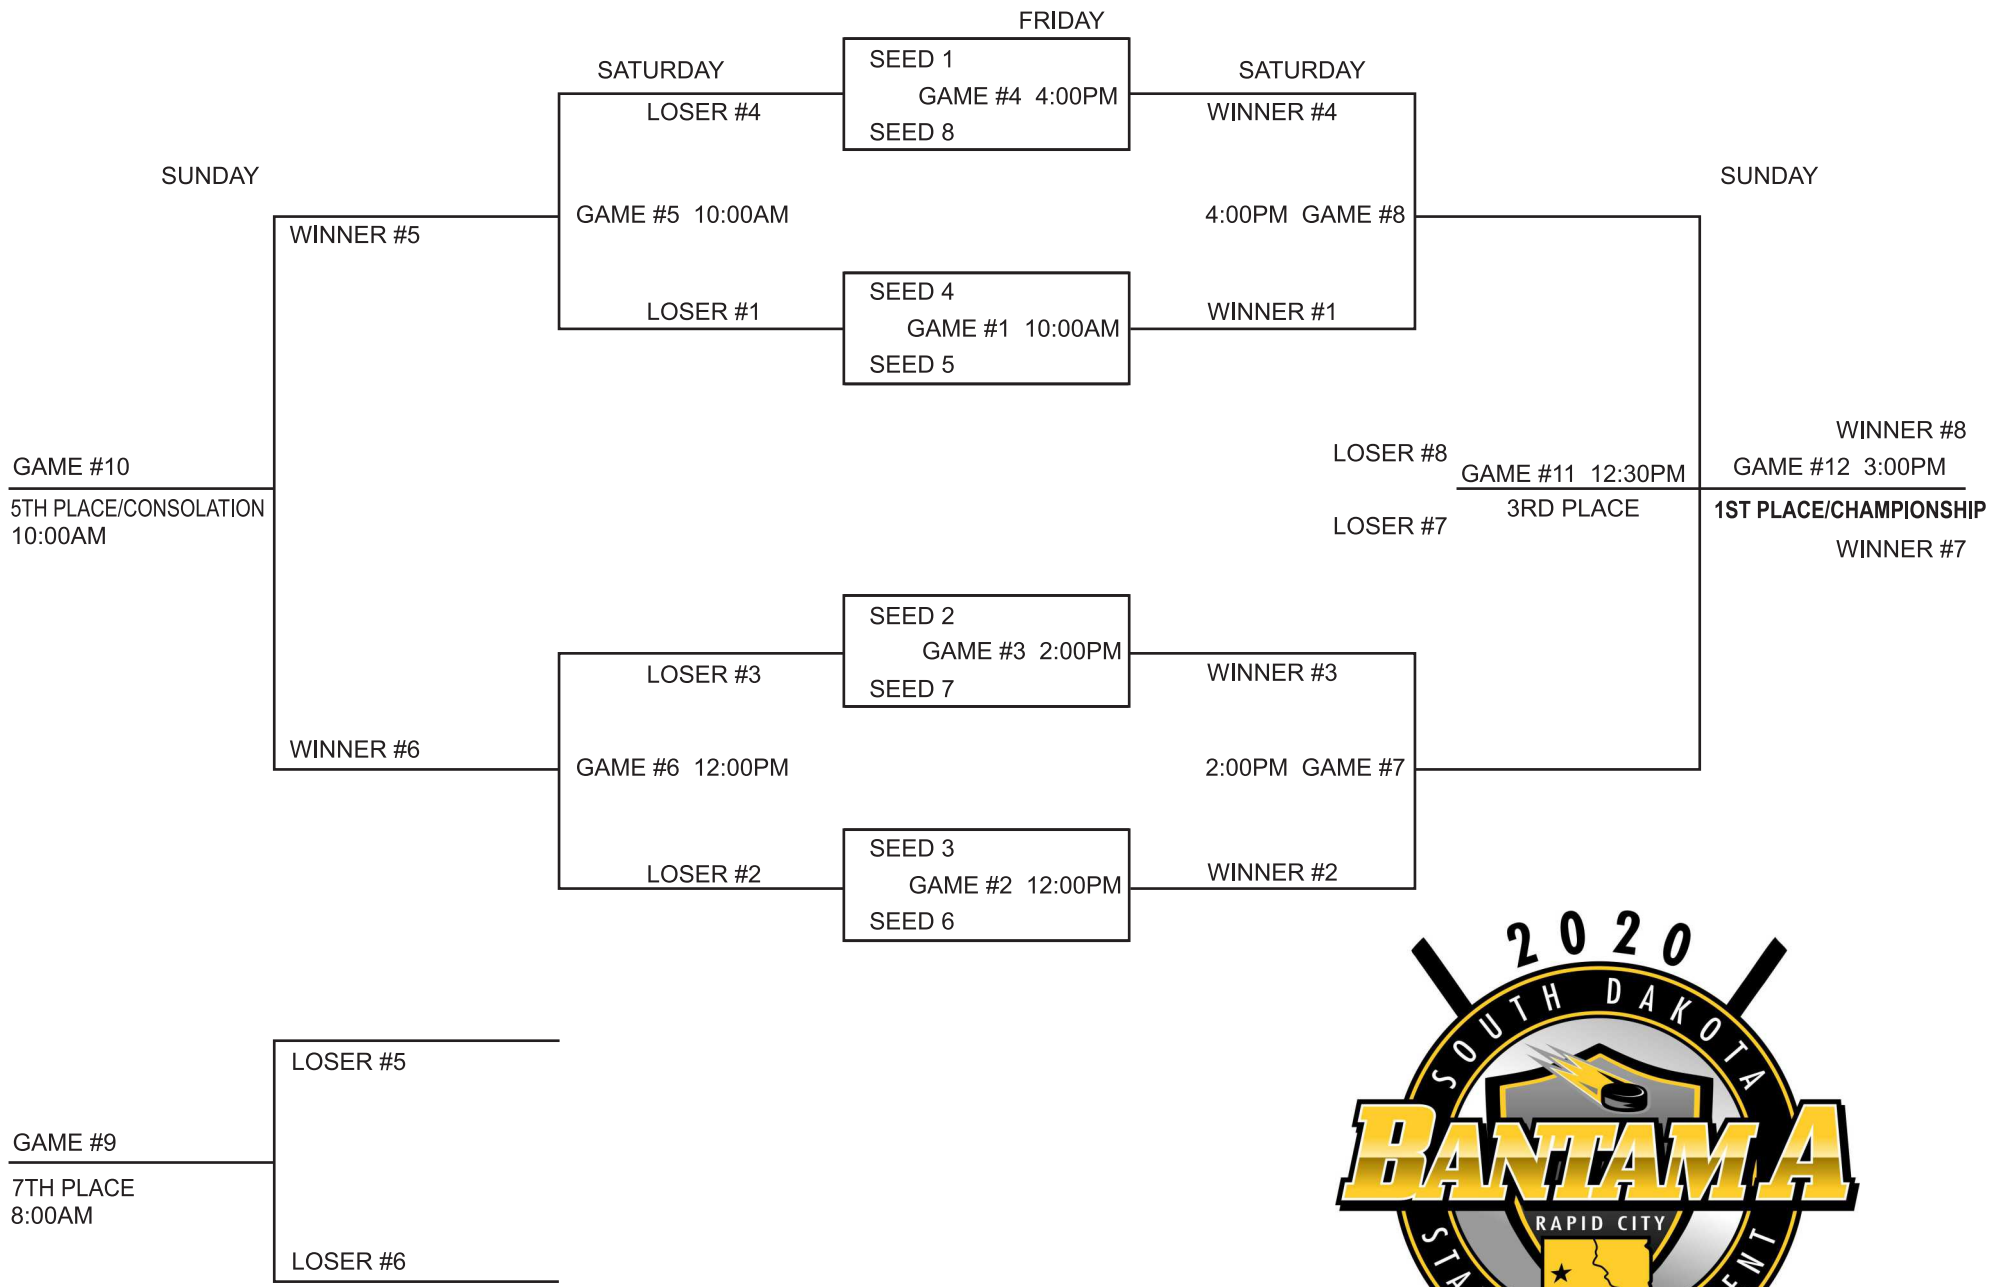 FRIDAY
SATURDAY
SATURDAY
SUNDAY
SUNDAY
SEED 1
GAME #4 4:00PM
SEED 8
LOSER #4
WINNER #4
GAME #5 10:00AM
4:00PM GAME #8
WINNER #5
SEED 4
GAME #1 10:00AM
SEED 5
LOSER #1
WINNER #1
GAME #10
5TH PLACE/CONSOLATION
10:00AM
LOSER #8
GAME #11 12:30PM
3RD PLACE
LOSER #7
WINNER #8
GAME #12 3:00PM
1ST PLACE/CHAMPIONSHIP
WINNER #7
SEED 2
GAME #3 2:00PM
SEED 7
LOSER #3
WINNER #3
WINNER #6
GAME #6 12:00PM
2:00PM GAME #7
SEED 3
GAME #2 12:00PM
SEED 6
LOSER #2
WINNER #2
LOSER #5
GAME #9
7TH PLACE
8:00AM
LOSER #6
2020
SOUTH DAKOTA
BANTAM A
RAPID CITY